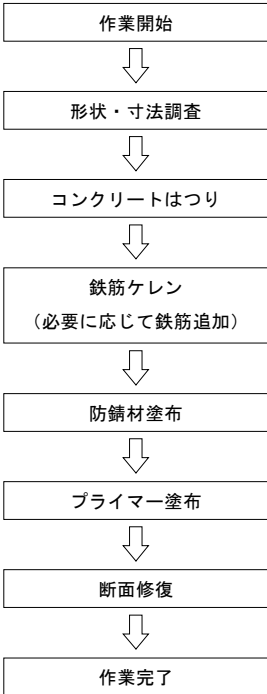 作業開始
形状・寸法調査
コンクリートはつり
鉄筋ケレン
（必要に応じて鉄筋追加）
防錆材塗布
プライマー塗布
断面修復
作業完了